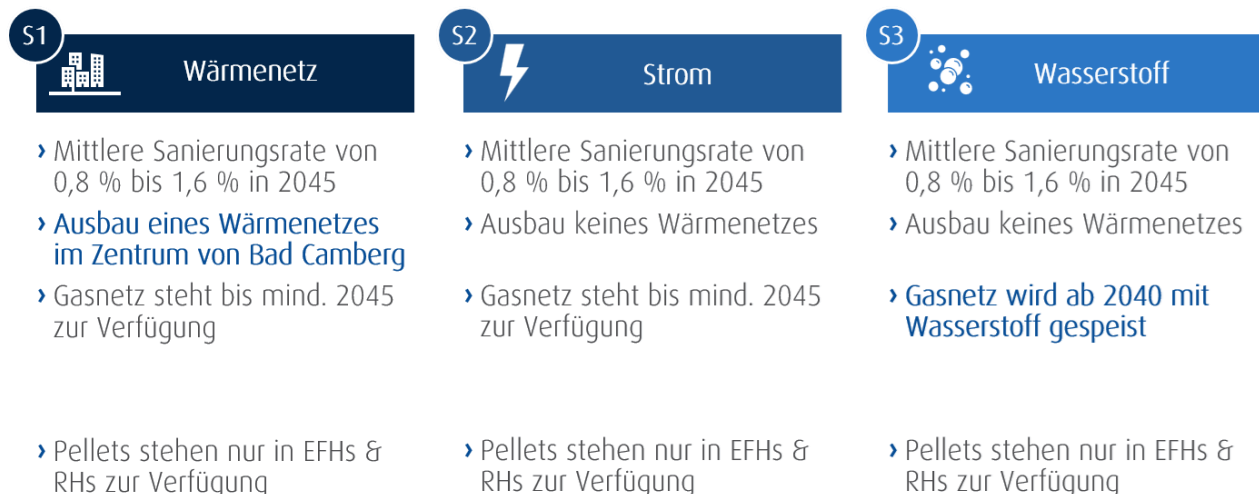 S1
Wärmenetz
› Mittlere Sanierungsrate von
0,8 % bis 1,6 % in 2045
› Ausbau eines Wärmenetzes
im Zentrum von Bad Camberg
› Gasnetz steht bis mind. 2045
zur Verfügung
› Pellets stehen nur in EFHs &
RHs zur Verfügung
S2
Strom
› Mittlere Sanierungsrate von
0,8 % bis 1,6 % in 2045
› Ausbau keines Wärmenetzes
› Gasnetz steht bis mind. 2045
zur Verfügung
› Pellets stehen nur in EFHs &
RHs zur Verfügung
S3
Wasserstoff
› Mittlere Sanierungsrate von
0,8 % bis 1,6 % in 2045
› Ausbau keines Wärmenetzes
› Gasnetz wird ab 2040 mit
Wasserstoff gespeist
› Pellets stehen nur in EFHs &
RHs zur Verfügung